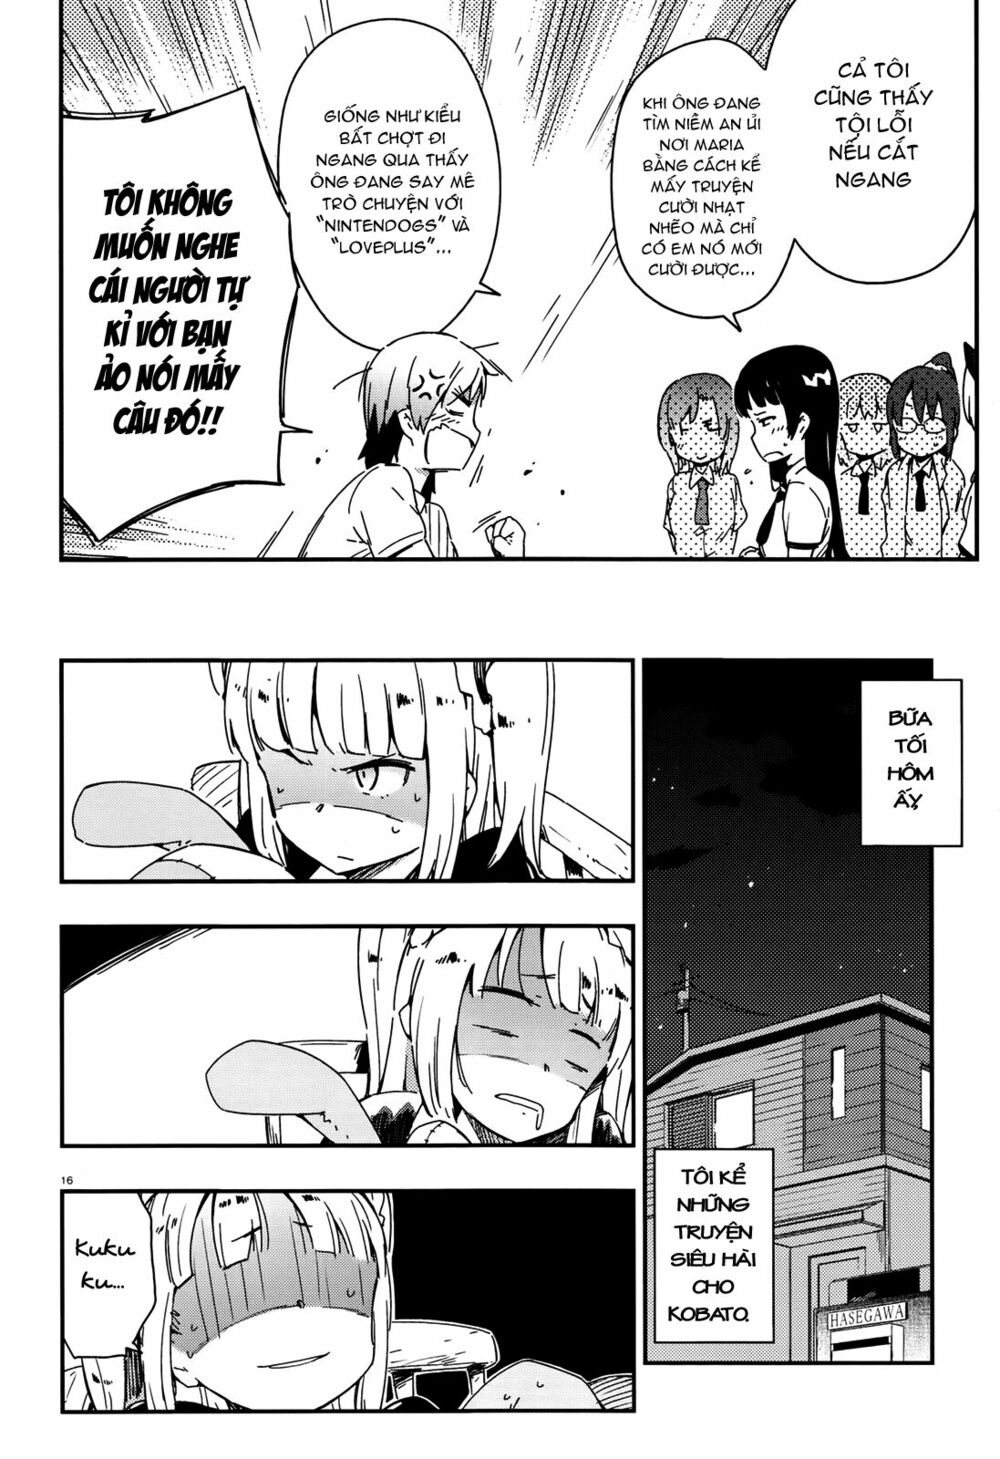 CẢ TÔI
CŨNG THẤY
TỘI LỖI
NẾU CẮT
NGANG
KHI ÔNG ĐANG
TÌM NIỀM AN ỦI
NƠI MARIA
BẰNG CÁCH KỂ
MẤY TRUYỆN
CƯỜI NHẠT
NHẼO MÀ CHỈ
CÓ EM NÓ MỚI
CƯỜI ĐƯỢC...
GIỐNG NHƯ KIỂU
BẤT CHỢT ĐI
NGANG QUA THẤY
ÔNG ĐANG SAY MÊ
TRÒ CHUYỆN VỚI
"NINTENDOGS" VÀ
"LOVEPLUS"...
TÔI KHÔNG
MUỐN NGHE
CÁI NGƯỜI TỰ
KỈ VỚI BẠN
ẢO NÓI MẤY
CÂU ĐÓ!!
BỮA
TỐI
HÔM
ẤY,
TÔI KỂ
NHỮNG
TRUYỆN
SIÊU HÀI
CHO
KOBATO.
HASEGAWA
KUKU
KU...
16